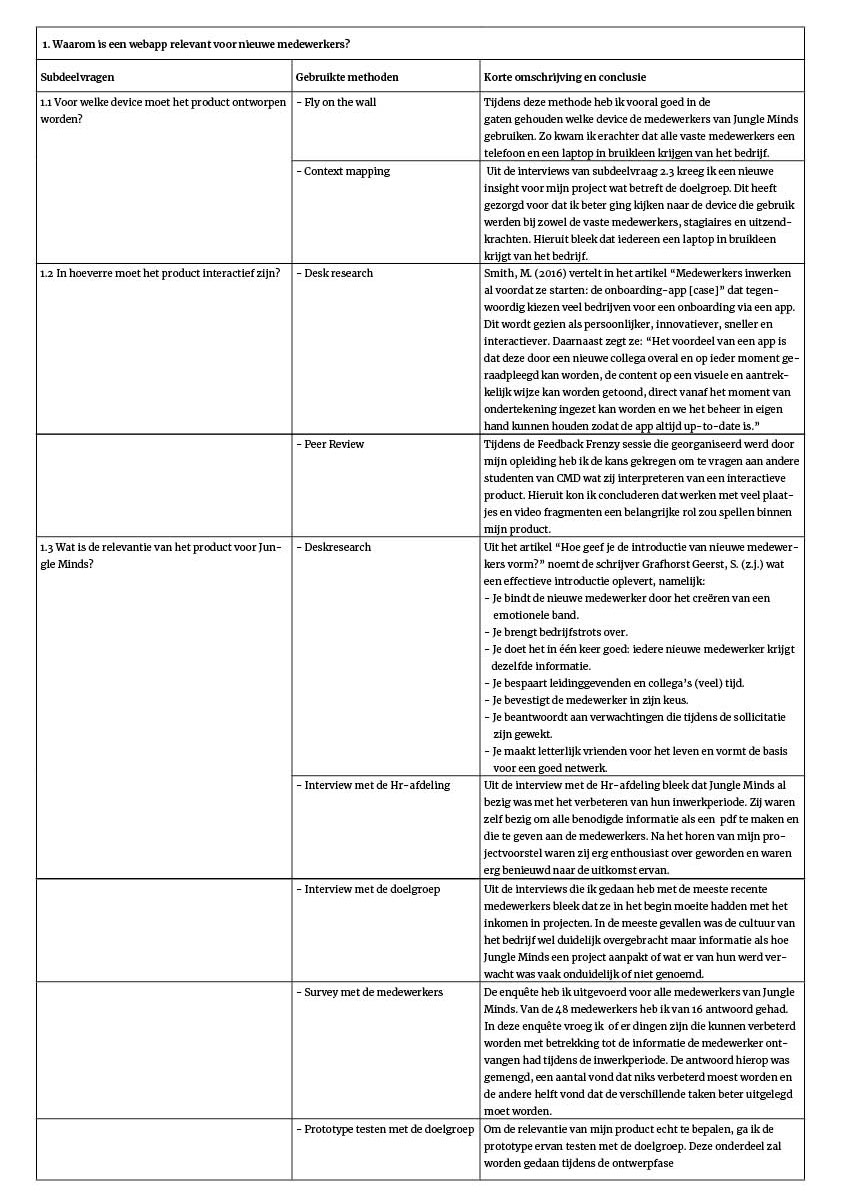 1. Waarom is een webapp relevant voor nieuwe medewerkers?
Subdeelvragen
Gebruikte methoden
Korte omschrijving en conclusie
1.1 Voor welke device moet het product ontworpen
worden?
- Fly on the wall
Tijdens deze methode heb ik vooral goed in de
gaten gehouden welke device de medewerkers van Jungle Minds
gebruiken. Zo kwam ik erachter dat alle vaste medewerkers een
telefoon en een laptop in bruikleen krijgen van het bedrijf.
- Context mapping
Uit de interviews van subdeelvraag 2.3 kreeg ik een nieuwe
insight voor mijn project wat betreft de doelgroep. Dit heeft
gezorgd voor dat ik beter ging kijken naar de device die gebruik
werden bij zowel de vaste medewerkers, stagiaires en uitzend-
krachten. Hieruit bleek dat iedereen een laptop in bruikleen
krijgt van het bedrijf.
1.2 In hoeverre moet het product interactief zijn?
- Desk research
Smith, M. (2016) vertelt in het artikel “Medewerkers inwerken
al voordat ze starten: de onboarding-app [case]” dat tegen-
woordig kiezen veel bedrijven voor een onboarding via een app.
Dit wordt gezien als persoonlijker, innovatiever, sneller en
interactiever. Daarnaast zegt ze: “Het voordeel van een app is
dat deze door een nieuwe collega overal en op ieder moment ge-
raadpleegd kan worden, de content op een visuele en aantrek-
kelijk wijze kan worden getoond, direct vanaf het moment van
ondertekening ingezet kan worden en we het beheer in eigen
hand kunnen houden zodat de app altijd up-to-date is.”
- Peer Review
Tijdens de Feedback Frenzy sessie die georganiseerd werd door
mijn opleiding heb ik de kans gekregen om te vragen aan andere
studenten van CMD wat zij interpreteren van een interactieve
product. Hieruit kon ik concluderen dat werken met veel plaat-
jes en video fragmenten een belangrijke rol zou spellen binnen
mijn product.
1.3 Wat is de relevantie van het product voor Jun-
gle Minds?
- Deskresearch
Uit het artikel “Hoe geef je de introductie van nieuwe medewer-
kers vorm?” noemt de schrijver Grafhorst Geerst, S. (z.j.) wat
een effectieve introductie oplevert, namelijk:
- Je bindt de nieuwe medewerker door het creëren van een
emotionele band.
- Je brengt bedrijfstrots over.
- Je doet het in één keer goed: iedere nieuwe medewerker krijgt
dezelfde informatie.
- Je bespaart leidinggevenden en collega’s (veel) tijd.
- Je bevestigt de medewerker in zijn keus.
- Je beantwoordt aan verwachtingen die tijdens de sollicitatie
zijn gewekt.
- Je maakt letterlijk vrienden voor het leven en vormt de basis
voor een goed netwerk.
- Interview met de Hr-afdeling
Uit de interview met de Hr-afdeling bleek dat Jungle Minds al
bezig was met het verbeteren van hun inwerkperiode. Zij waren
zelf bezig om alle benodigde informatie als een pdf te maken en
die te geven aan de medewerkers. Na het horen van mijn pro-
jectvoorstel waren zij erg enthousiast over geworden en waren
erg benieuwd naar de uitkomst ervan.
- Interview met de doelgroep
Uit de interviews die ik gedaan heb met de meeste recente
medewerkers bleek dat ze in het begin moeite hadden met het
inkomen in projecten. In de meeste gevallen was de cultuur van
het bedrijf wel duidelijk overgebracht maar informatie als hoe
Jungle Minds een project aanpakt of wat er van hun werd ver-
wacht was vaak onduidelijk of niet genoemd.
- Survey met de medewerkers
De enquête heb ik uitgevoerd voor alle medewerkers van Jungle
Minds. Van de 48 medewerkers heb ik van 16 antwoord gehad.
In deze enquête vroeg ik of er dingen zijn die kunnen verbeterd
worden met betrekking tot de informatie de medewerker ont-
vangen had tijdens de inwerkperiode. De antwoord hierop was
gemengd, een aantal vond dat niks verbeterd moest worden en
de andere helft vond dat de verschillende taken beter uitgelegd
moet worden.
- Prototype testen met de doelgroep
Om de relevantie van mijn product echt te bepalen, ga ik de
prototype ervan testen met de doelgroep. Deze onderdeel zal
worden gedaan tijdens de ontwerpfase